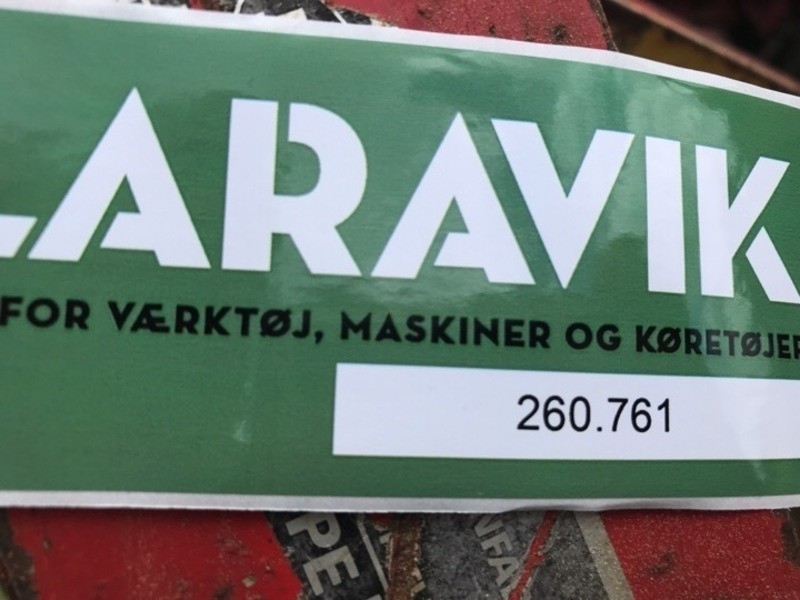 LARAVIK
FOR VÆRKTØJ, MASKINER OG KØRETØJER
260.761